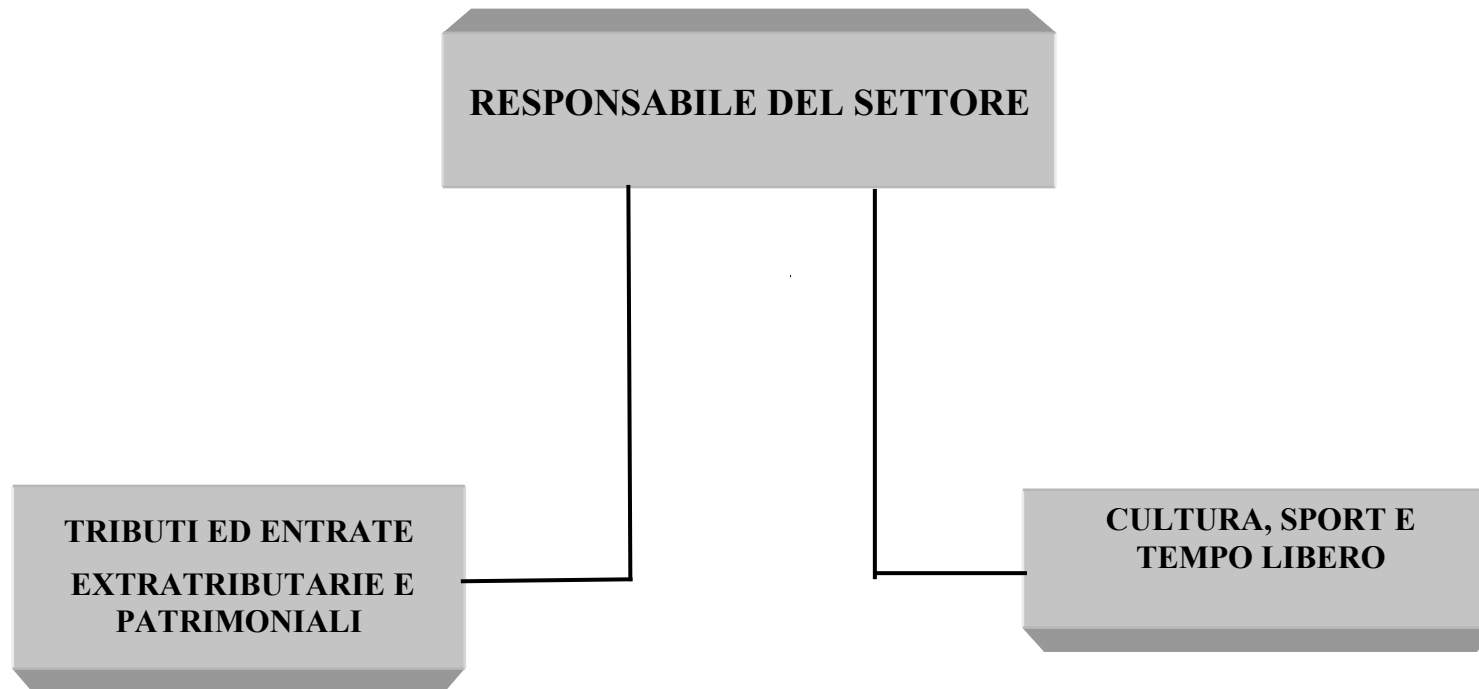 RESPONSABILE DEL SETTORE
TRIBUTI ED ENTRATE
EXTRATRIBUTARIE E
PATRIMONIALI
CULTURA, SPORT E
TEMPO LIBERO